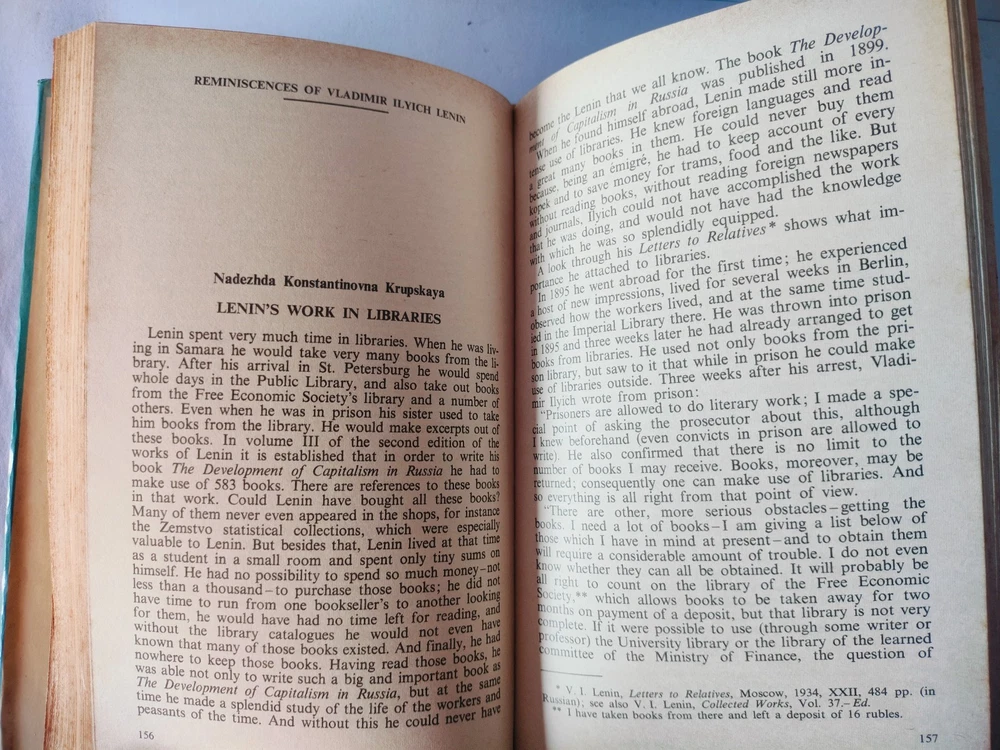 REMINISCENCES OF VLADIMIR ILYICH LENIN
Nadezhda Konstantinovna Krupskaya
LENIN'S WORK IN LIBRARIES
Lenin spent very much time in libraries. When he was liv-
ing in Samara he would take very many books from the li-
brary. After his arrival in St. Petersburg he would spend
whole days in the Public Library, and also take out books
from the Free Economic Society's library and a number of
others. Even when he was in prison his sister used to take
him books from the library. He would make excerpts out of
these books. In volume III of the second edition of the
works of Lenin it is established that in order to write his
book The Development of Capitalism in Russia he had to
make use of 583 books. There are references to these books
in that work. Could Lenin have bought all these books?
Many of them never even appeared in the shops, for instance
the Zemstvo statistical collections, which were especially
valuable to Lenin. But besides that, Lenin lived at that time
as a student in a small room and spent only tiny sums on
himself. He had no possibility to spend so much money–not
less than a thousand–to purchase those books; he did not
have time to run from one bookseller's to another looking
for them, he would have had no time left for reading, and
without the library catalogues he would not even have
known that many of those books existed. And finally, he had
nowhere to keep those books. Having read those books, he
was able not only to write such a big and important book as
The Development of Capitalism in Russia, but at the same
time he made a splendid study of the life of the workers and
peasants of the time. And without this he could never have
156
become the Lenin that we all know. The book The Develop-
ment of Capitalism in Russia was published in 1899.
When he found himself abroad, Lenin made still more in-
tense use of libraries. He knew foreign languages and read
a great many books in them. He could never buy them
because, being an émigré, he had to keep account of every
kopek and to save money for trams, food and the like. But
without reading books, without reading foreign newspapers
and journals, Ilyich could not have accomplished the work
that he was doing, and would not have had the knowledge
with which he was so splendidly equipped.
A look through his Letters to Relatives* shows what im-
portance he attached to libraries.
In 1895 he went abroad for the first time; he experienced
a host of new impressions, lived for several weeks in Berlin,
observed how the workers lived, and at the same time stud-
ied in the Imperial Library there. He was thrown into prison
in 1895 and three weeks later he had already arranged to get
books from libraries. He used not only books from the pri-
son library, but saw to it that while in prison he could make
use of libraries outside. Three weeks after his arrest, Vladi-
mir Ilyich wrote from prison:
"Prisoners are allowed to do literary work; I made a spe-
cial point of asking the prosecutor about this, although
I knew beforehand (even convicts in prison are allowed to
write). He also confirmed that there is no limit to the
number of books I may receive. Books, moreover, may be
returned; consequently one can make use of libraries. And
so everything is all right from that point of view.
"There are other, more serious obstacles–getting the
books. I need a lot of books–I am giving a list below of
those which I have in mind at present–and to obtain them
will require a considerable amount of trouble. I do not even
know whether they can all be obtained. It will probably be
all right to count on the library of the Free Economic
Society,** which allows books to be taken away for two
months on payment of a deposit, but that library is not very
complete. If it were possible to use (through some writer or
professor) the University library or the library of the learned
committee of the Ministry of Finance, the question of
* V. I. Lenin, Letters to Relatives, Moscow, 1934, XXII, 484 pp. (in
Russian); see also V. I. Lenin, Collected Works, Vol. 37.–Ed.
** I have taken books from there and left a deposit of 16 rubles.
157